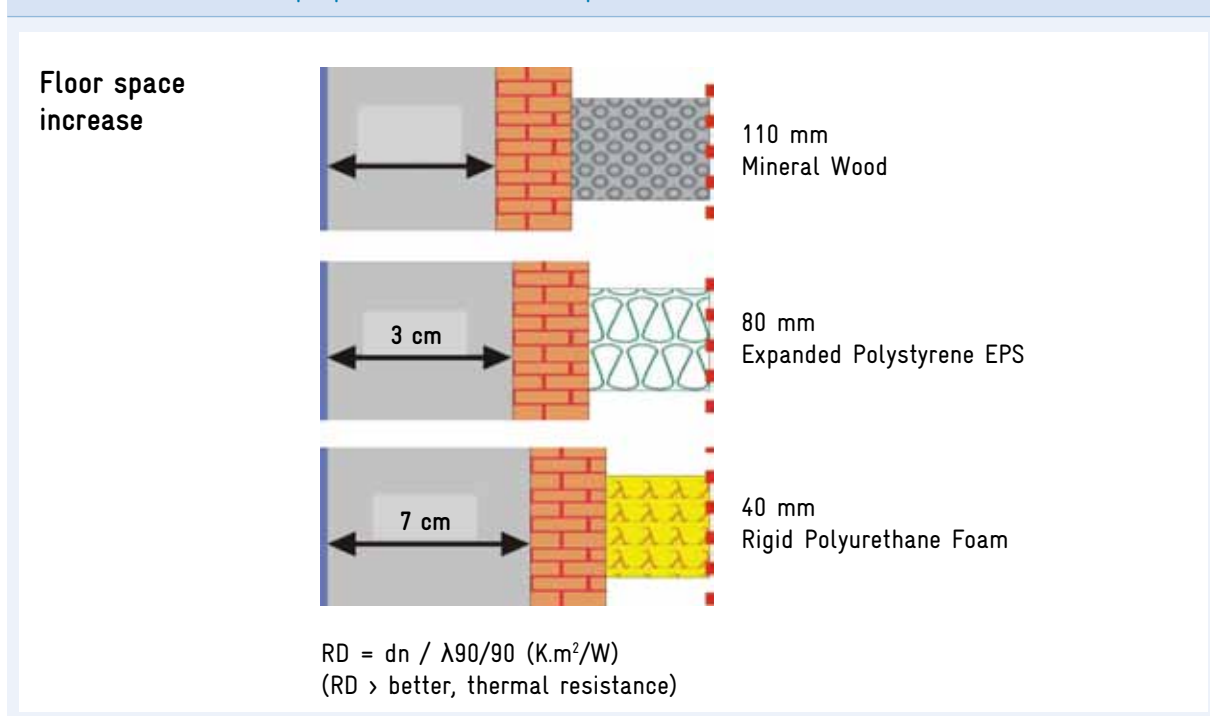 Floor space
increase
110 mm
Mineral Wood
3 cm
80 mm
Expanded Polystyrene EPS
7 cm
40 mm
Rigid Polyurethane Foam
RD = dn / λ90/90 (K.m²/W)
(RD › better, thermal resistance)